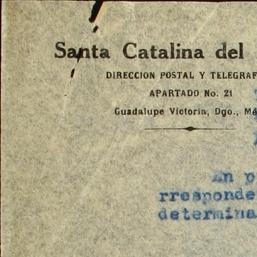 Santa Catalina del
DIRECCION POSTAL Y TELEGRAF
APARTADO No. 21
Guadalupe Victoria, Dgo., Mé
En p
rresponde
determina